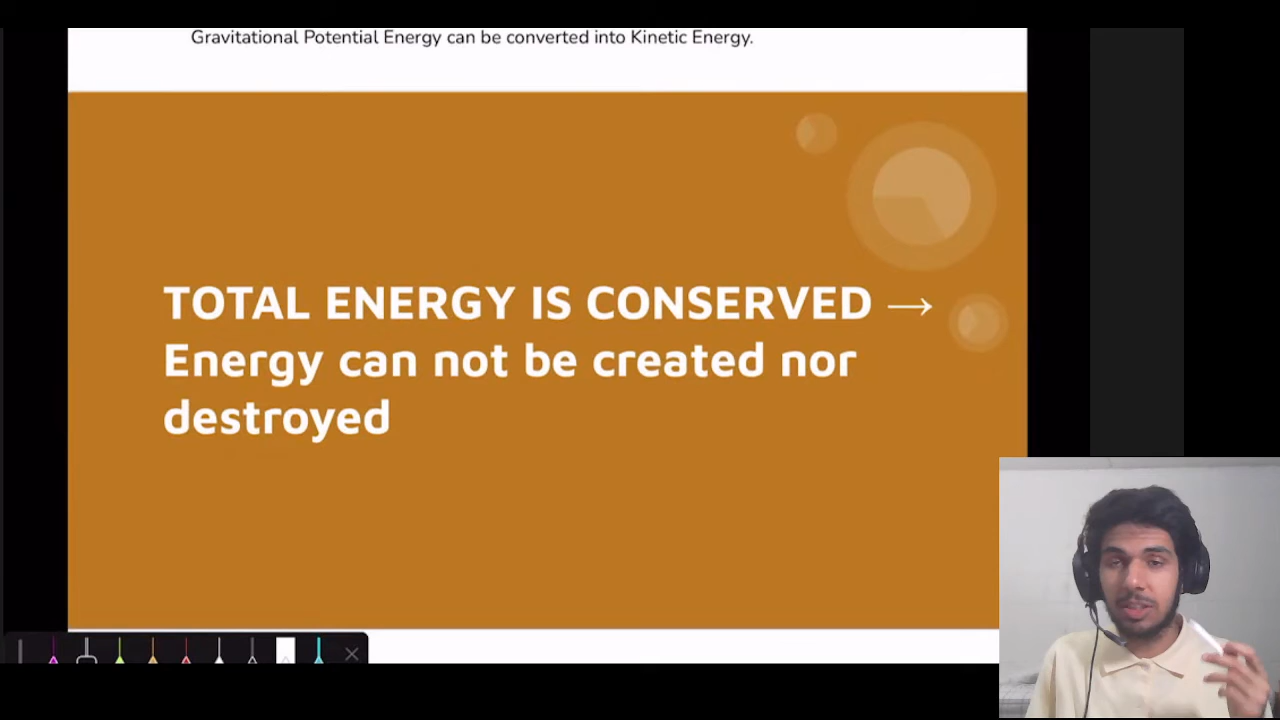 Gravitational Potential Energy can be converted into Kinetic Energy.
TOTAL ENERGY IS CONSERVED →
Energy can not be created nor
destroyed